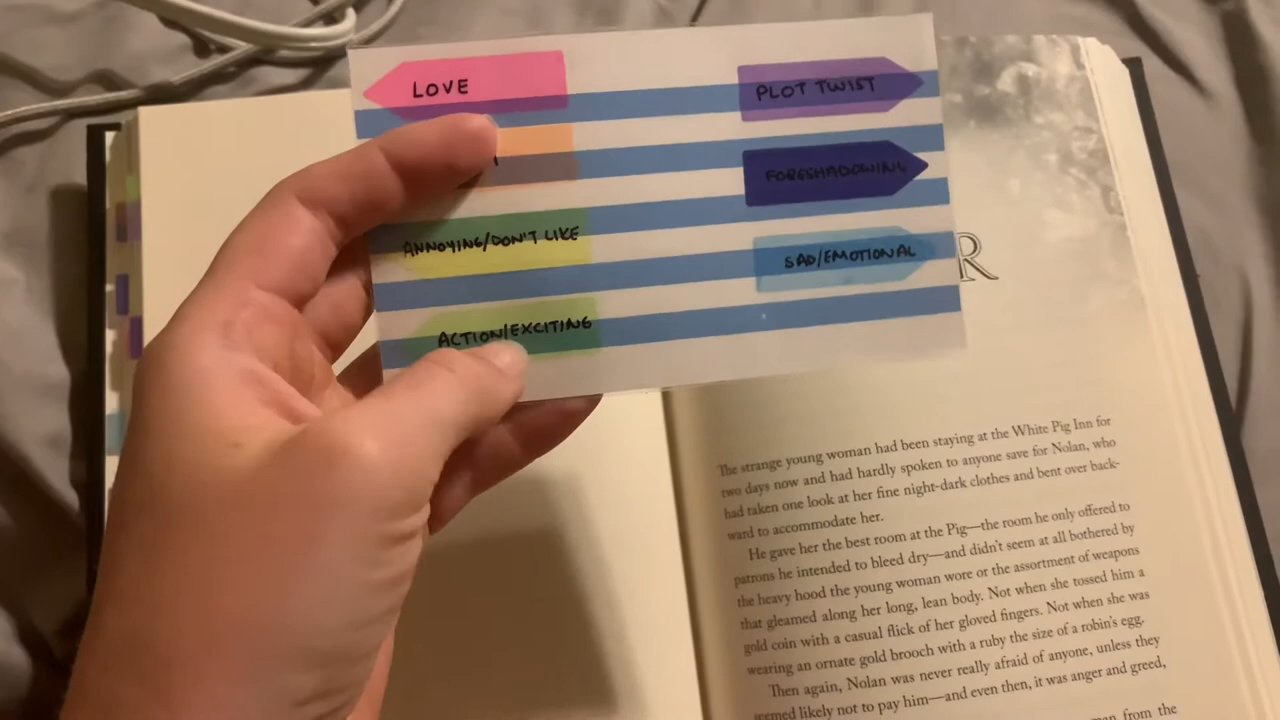 LOVE
PLOT TWIST
FORESHADOWING
ANNOYING/DON'T LIKE
SAD/EMOTIONAL
ACTION/EXCITING
R
The strange young woman had been staying at the White Pig Inn for
two days now and had hardly spoken to anyone save for Nolan, who
had taken one look at her fine night-dark clothes and bent over back-
ward to accommodate her.
He gave her the best room at the Pig—the room he only offered to
patrons he intended to bleed dry—and didn't seem at all bothered by
the heavy hood the young woman wore or the assortment of weapons
that gleamed along her long, lean body. Not when she tossed him a
gold coin with a casual flick of her gloved fingers. Not when she was
wearing an ornate gold brooch with a ruby the size of a robin's egg.
Then again, Nolan was never really afraid of anyone, unless they
seemed likely not to pay him—and even then, it was anger and greed,
from the